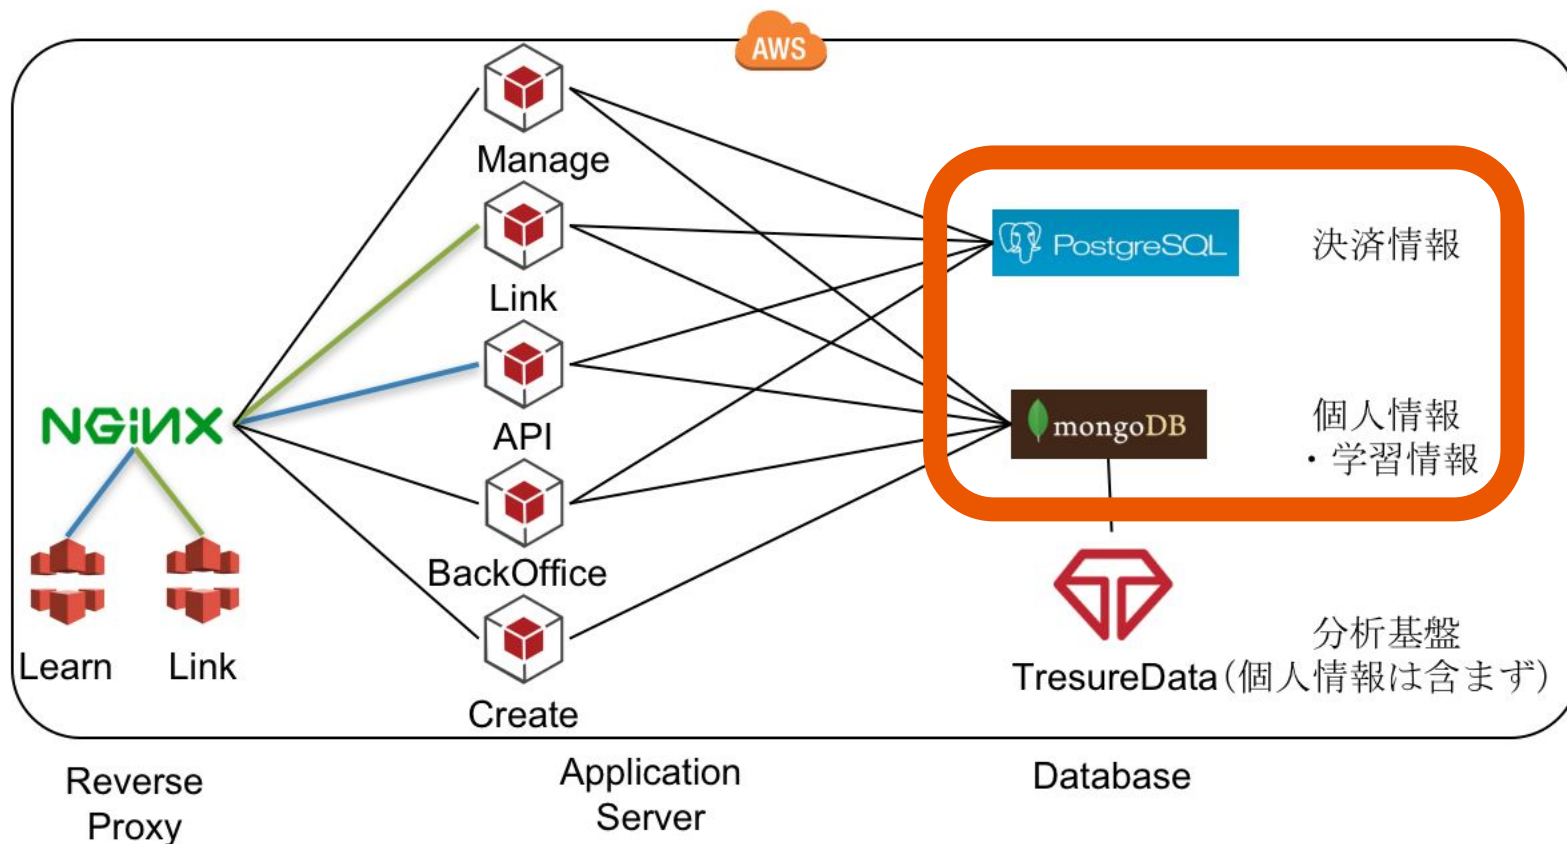 AWS
Manage
Link
API
BackOffice
Create
NGiNX
Learn
Link
PostgreSQL
決済情報
mongoDB
個人情報
・学習情報
分析基盤
TresureData(個人情報は含まず)
Reverse
Proxy
Application
Server
Database